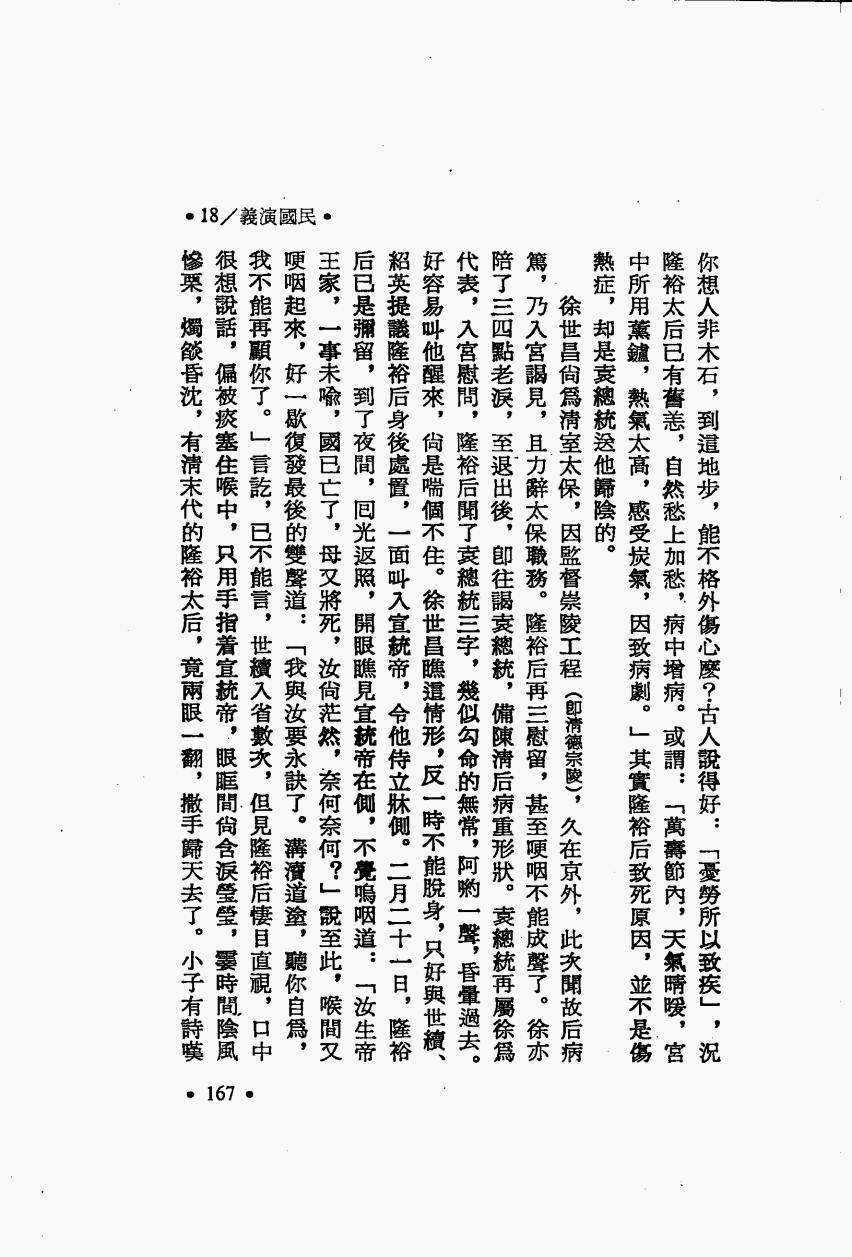 •18／義演國民•
你想人非木石，到這地步，能不格外傷心麽？古人說得好：「憂勞所以致疾」，況
隆裕太后已有舊恙，自然愁上加愁，病中增病。或謂：「萬壽節內，天氣晴暖，宮
中所用薰鑪，熱氣太高，感受炭氣，因致病劇。」其實隆裕后致死原因，並不是傷
熱症，却是袁總統送他歸陰的。
徐世昌尙爲淸室太保，因監督崇陵工程（卽淸德宗陵），久在京外，此次聞故后病
篤，乃入宮謁見，且力辭太保職務。隆裕后再三慰留，甚至哽咽不能成聲了。徐亦
陪了三四點老淚，至退出後，卽往謁袁總統，備陳淸后病重形狀。袁總統再屬徐爲
代表，入宮慰問，隆裕后聞了袁總統三字，幾似勾命的無常，阿喲一聲，昏暈過去。
好容易叫他醒來，尙是喘個不住。徐世昌瞧這情形，反一時不能脫身，只好與世續、
紹英提議隆裕后身後處置，一面叫入宣統帝，令他侍立牀側。二月二十一日，隆裕
后已是彌留，到了夜間，囘光返照，開眼瞧見宣統帝在側，不覺嗚咽道：「汝生帝
王家，一事未喩，國已亡了，母又將死，汝尙茫然，奈何奈何？」說至此，喉間又
哽咽起來，好一歇復發最後的雙聲道：「我與汝要永訣了。溝瀆道塗，聽你自爲，
我不能再顧你了。」言訖，已不能言，世續入省數次，但見隆裕后悽目直視，口中
很想說話，偏被痰塞住喉中，只用手指着宣統帝，眼眶間尙含淚瑩瑩，霎時間陰風
慘栗，燭燄昏沈，有淸末代的隆裕太后，竟兩眼一翻，撒手歸天去了。小子有詩嘆
•167•